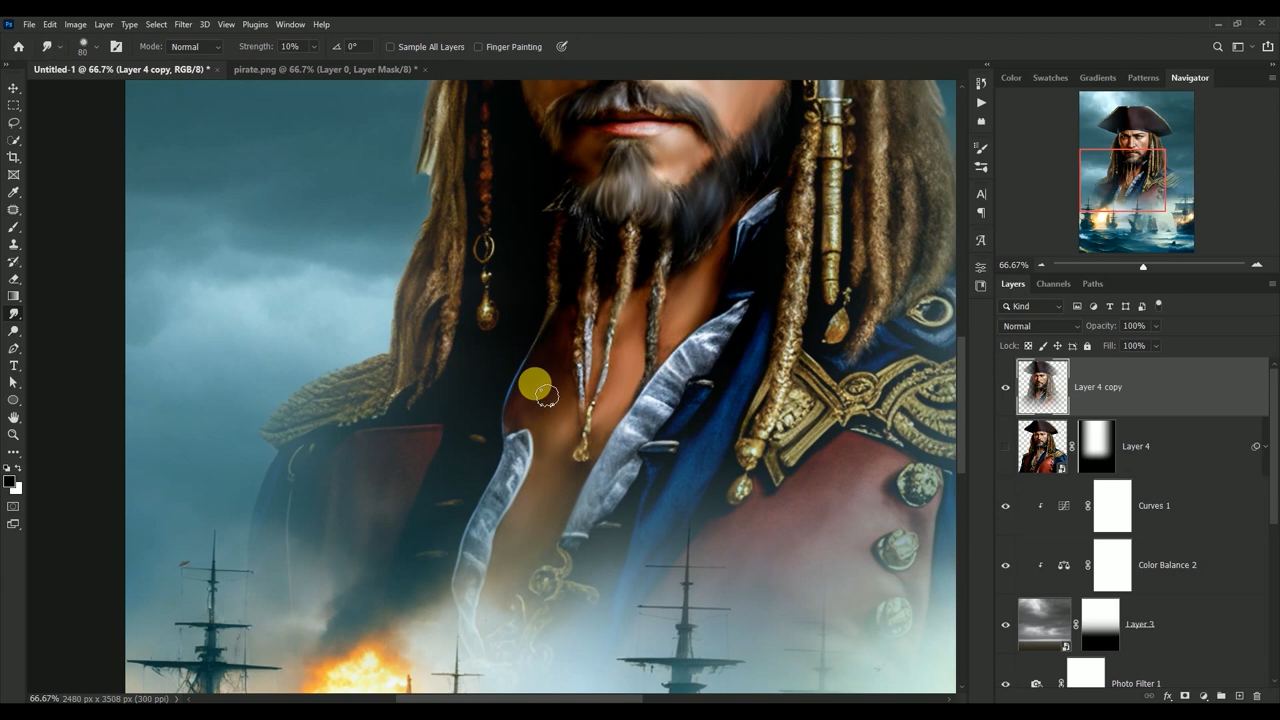 Ps File Edit Image Layer Type Select Filter 3D View Plugins Window Help
80 Mode: Normal Strength: 10% 0° Sample All Layers Finger Painting
Untitled-1 @ 66.7% (Layer 4 copy, RGB/8) * × pirate.png @ 66.7% (Layer 0, Layer Mask/8) * ×
Color Swatches Gradients Patterns Navigator
66.67%
Layers Channels Paths
Kind
Normal Opacity: 100%
Lock: Fill: 100%
Layer 4 copy
Layer 4
Curves 1
Color Balance 2
Layer 3
Photo Filter 1
66.67% 2480 px x 3508 px (300 ppi)